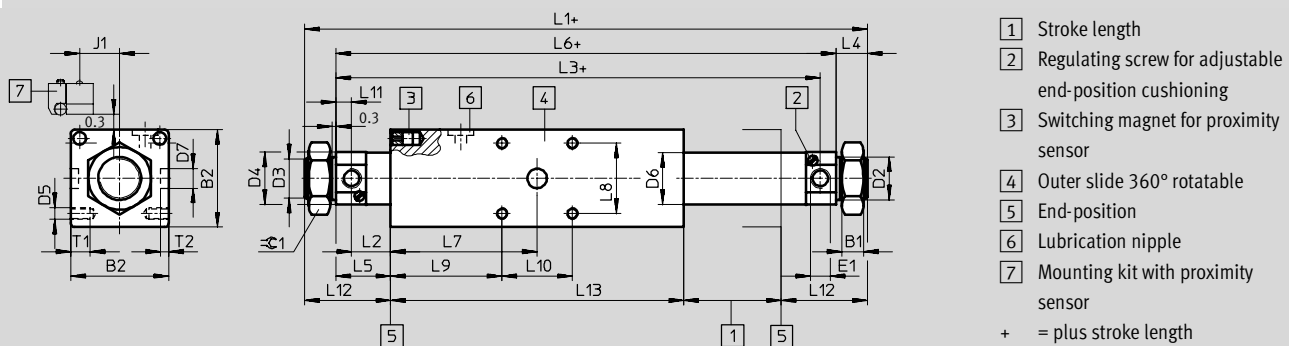 L1+
J1
L6+
L4
L3+
7
L11
3
6
4
2
0.3
0.3
D7
B2
D4
D3
L8
D6
D2
D5
T1
T2
B2
C1
L2
L7
B1
L5
L9
L10
E1
L12
L13
L12
5
1
5
1 Stroke length
2 Regulating screw for adjustable
end-position cushioning
3 Switching magnet for proximity
sensor
4 Outer slide 360° rotatable
5 End-position
6 Lubrication nipple
7 Mounting kit with proximity
sensor
+ = plus stroke length